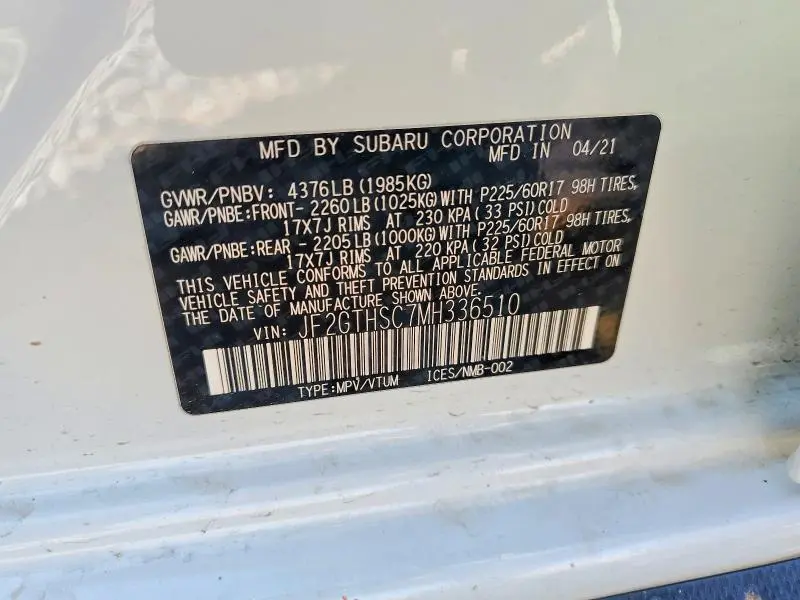 MFD BY SUBARU CORPORATION
MFD IN 04/21
GVWR/PNBV: 4376LB(1985KG)
GAWR/PNBE:FRONT- 2260LB(1025KG)WITH P225/60R17 98H TIRES,
17X7J RIMS AT 230 KPA(33 PSI)COLD
GAWR/PNBE:REAR - 2205LB(1000KG)WITH P225/60R17 98H TIRES,
17X7J RIMS AT 220 KPA(32 PSI)COLD
THIS VEHICLE CONFORMS TO ALL APPLICABLE FEDERAL MOTOR
VEHICLE SAFETY AND THEFT PREVENTION STANDARDS IN EFFECT ON
THE DATE OF MANUFACTURE SHOWN ABOVE.
VIN: JF2GTHSC7MH336510
TYPE:MPV/VTUM ICES/NMB-002